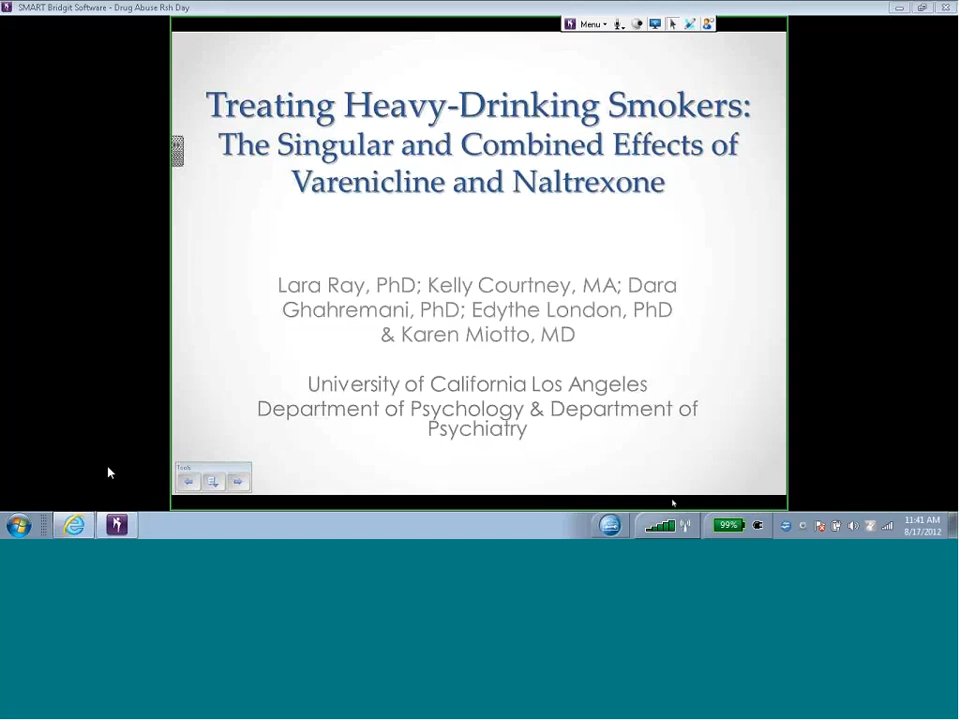 SMART Bridgit Software - Drug Abuse Rsh Day
Menu
Treating Heavy-Drinking Smokers:
The Singular and Combined Effects of
Varenicline and Naltrexone
Lara Ray, PhD; Kelly Courtney, MA; Dara
Ghahremani, PhD; Edythe London, PhD
& Karen Miotto, MD
University of California Los Angeles
Department of Psychology & Department of
Psychiatry
Tools
99%
11:41 AM
8/17/2012